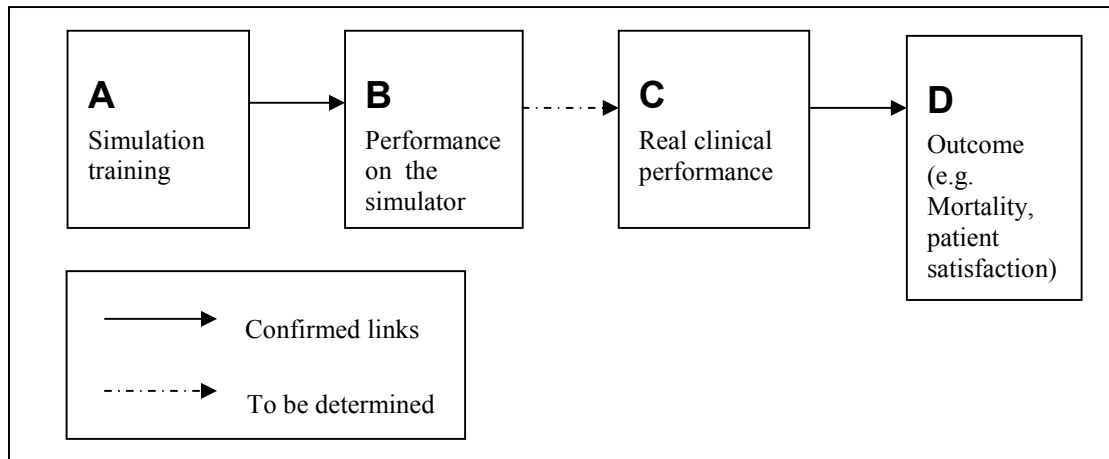 A
Simulation
training
B
Performance
on the
simulator
C
Real clinical
performance
D
Outcome
(e.g.
Mortality,
patient
satisfaction)
Confirmed links
To be determined